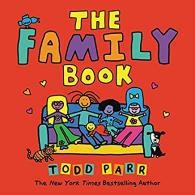 THE
FAMILY
BOOK
TODD PARR
The New York Times Bestselling Author